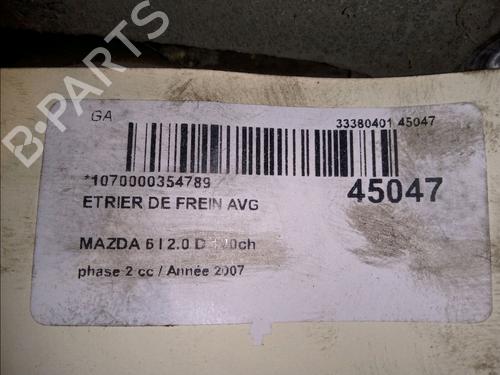 B-PARTS
GA
33380401 45047
*1070000354789
45047
ETRIER DE FREIN AVG
MAZDA 6 I 2.0 D
phase 2 cc / Année 2007